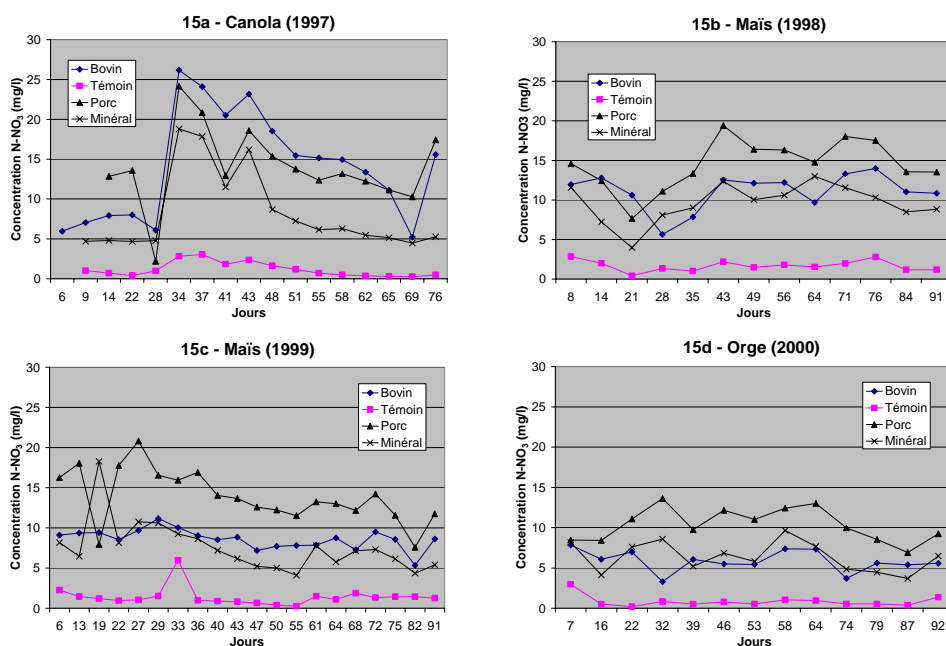 15a - Canola (1997)
Concentration N-NO3 (mg/l)
30
25
20
15
10
5
0
Bovin
Témoin
Porc
Minéral
6 9 14 22 28 34 37 41 43 48 51 55 58 62 65 69 76
Jours
15b - Maïs (1998)
Concentration N-NO3 (mg/l)
30
25
20
15
10
5
0
Bovin
Témoin
Porc
Minéral
8 14 21 28 35 43 49 56 64 71 76 84 91
Jours
15c - Maïs (1999)
Concentration N-NO3 (mg/l)
30
25
20
15
10
5
0
Bovin
Témoin
Porc
Minéral
6 13 19 22 27 29 33 36 40 43 47 50 55 61 64 68 72 75 82 91
Jours
15d - Orge (2000)
Concentration N-NO3 (mg/l)
30
25
20
15
10
5
0
Bovin
Témoin
Porc
Minéral
7 16 22 32 39 46 53 58 64 74 79 87 92
Jours